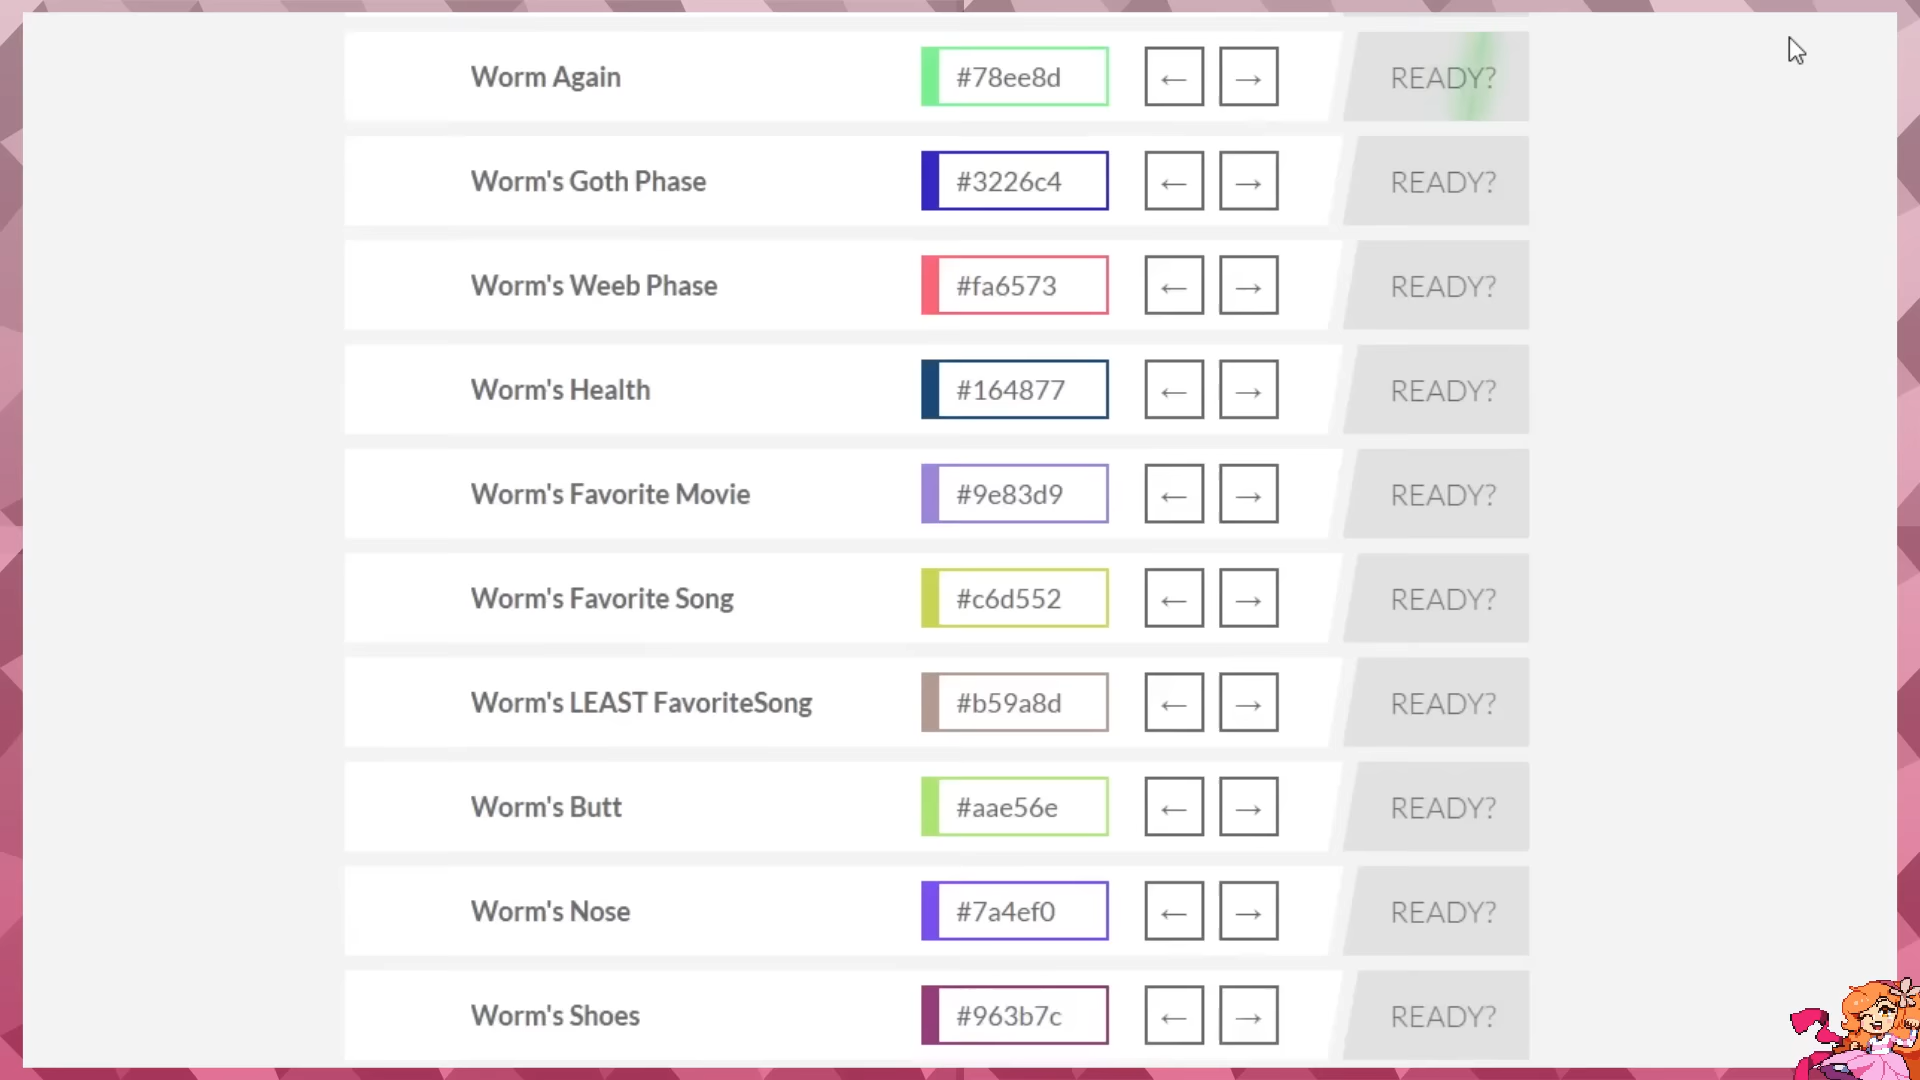 Worm Again #78ee8d ← → READY?
Worm's Goth Phase #3226c4 ← → READY?
Worm's Weeb Phase #fa6573 ← → READY?
Worm's Health #164877 ← → READY?
Worm's Favorite Movie #9e83d9 ← → READY?
Worm's Favorite Song #c6d552 ← → READY?
Worm's LEAST FavoriteSong #b59a8d ← → READY?
Worm's Butt #aae56e ← → READY?
Worm's Nose #7a4ef0 ← → READY?
Worm's Shoes #963b7c ← → READY?